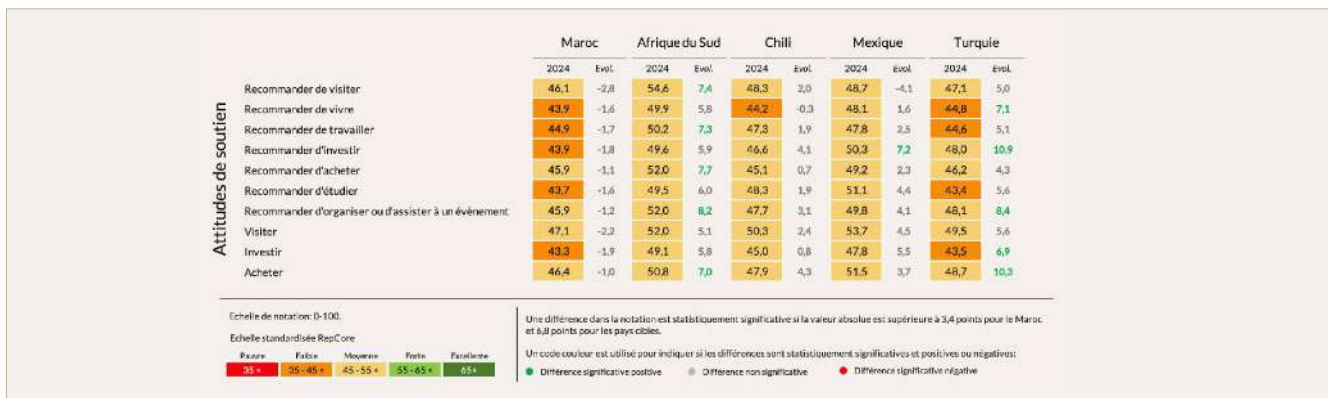 Maroc Afrique du Sud Chili Mexique Turquie
2024 Evol. 2024 Evol. 2024 Evol. 2024 Evol. 2024 Evol.
Attitudes de soutien
Recommander de visiter 46,1 -2,8 54,6 7,4 48,3 2,0 48,7 -4,1 47,1 5,0
Recommander de vivre 43,9 -1,6 49,9 5,8 44,2 -0,3 48,1 1,6 44,8 7,1
Recommander de travailler 44,9 -1,7 50,2 7,3 47,3 1,9 47,8 2,5 44,6 5,1
Recommander d'investir 43,9 -1,8 49,6 5,9 46,6 4,1 50,3 7,2 48,0 10,9
Recommander d'acheter 45,9 -1,1 52,0 7,7 45,1 0,7 49,2 2,3 46,2 4,3
Recommander d'étudier 43,7 -1,6 49,5 6,0 48,3 1,9 51,1 4,4 43,4 5,6
Recommander d'organiser ou d'assister à un évènement 45,9 -1,2 52,0 8,2 47,7 3,1 49,8 4,1 48,1 8,4
Visiter 47,1 -2,2 52,0 5,1 50,3 2,4 53,7 4,5 49,5 5,6
Investir 43,3 -1,9 49,1 5,8 45,0 0,8 47,8 5,5 43,5 6,9
Acheter 46,4 -1,0 50,8 7,0 47,9 4,3 51,5 3,7 48,7 10,3
Echelle de notation: 0-100.
Echelle standardisée RepCore
Pauvre Faible Moyenne Forte Excellente
35 < 35 - 45 < 45 - 55 < 55 - 65 < 65+
Une différence dans la notation est statistiquement significative si la valeur absolue est supérieure à 3,4 points pour le Maroc
et 6,8 points pour les pays cibles.
Un code couleur est utilisé pour indiquer si les différences sont statistiquement significatives et positives ou négatives:
Différence significative positive Différence non significative Différence significative négative